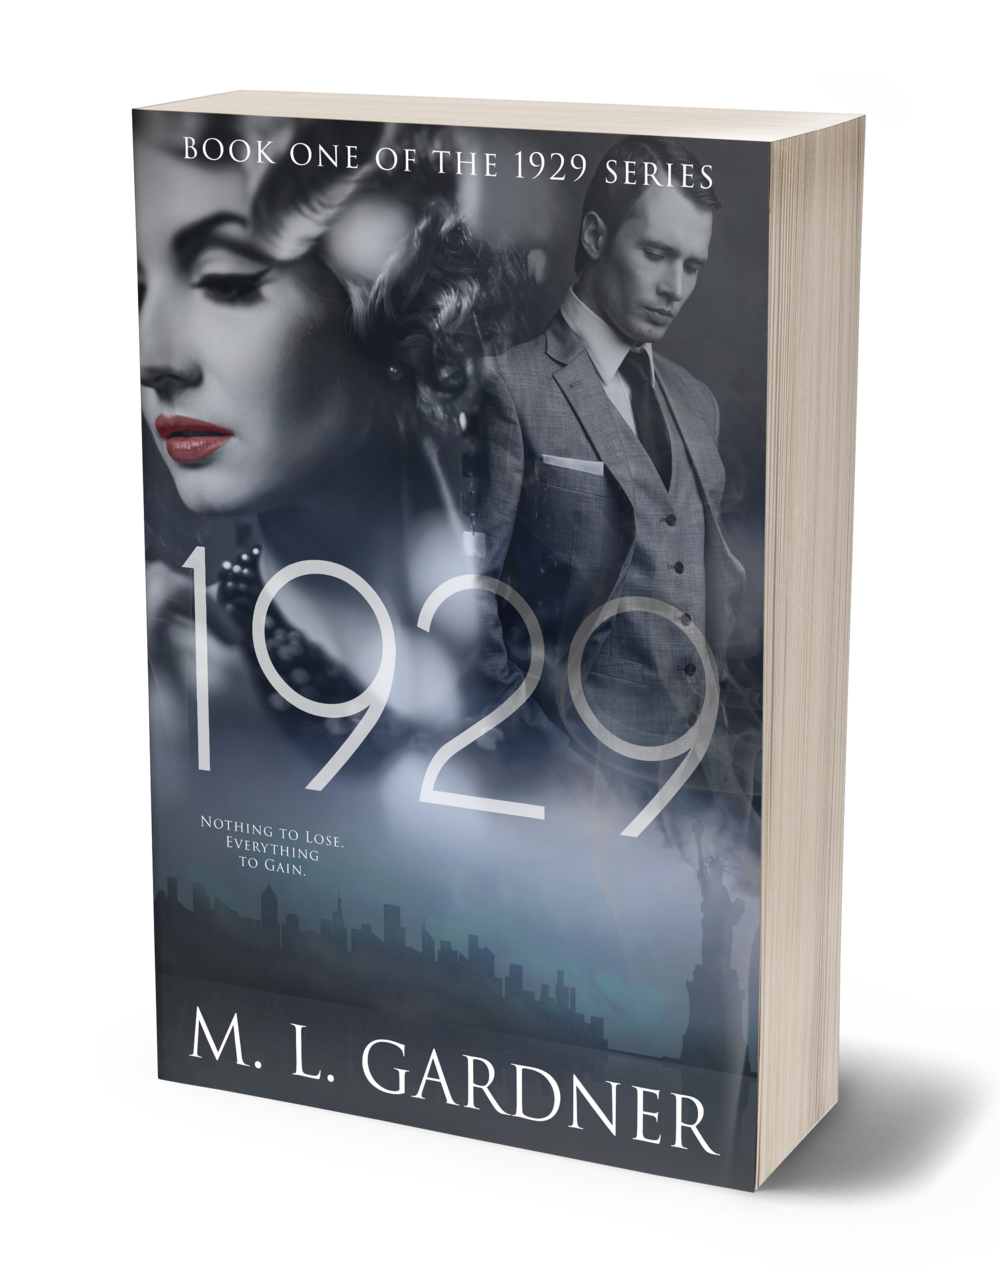 BOOK ONE OF THE 1929 SERIES
1929
NOTHING TO LOSE.
EVERYTHING
TO GAIN.
M. L. GARDNER